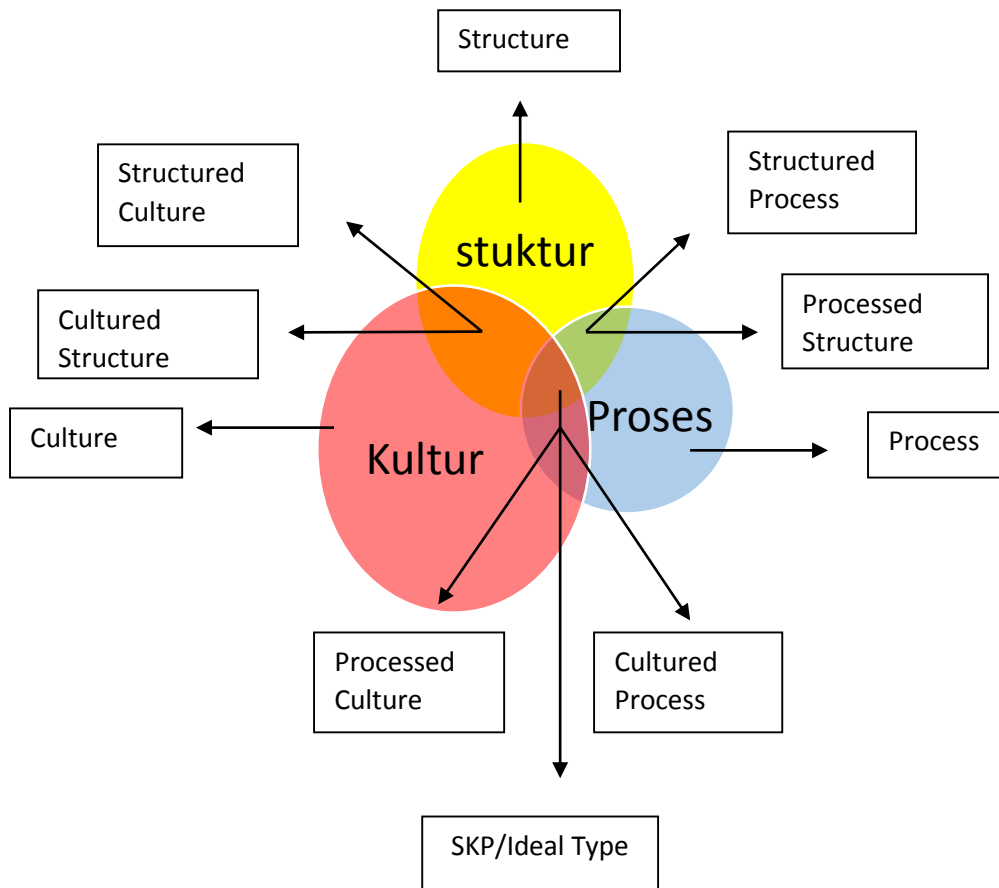 Structure
Structured
Culture
Structured
Process
stuktur
Cultured
Structure
Processed
Structure
Culture
Kultur
Proses
Process
Processed
Culture
Cultured
Process
SKP/Ideal Type